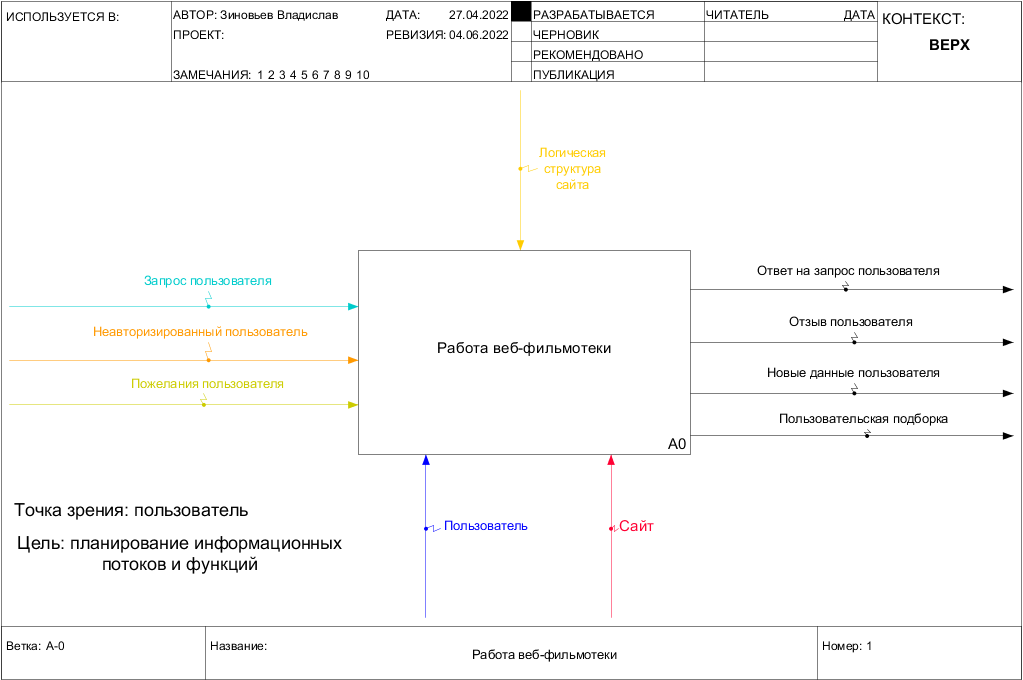 ИСПОЛЬЗУЕТСЯ В:
АВТОР: Зиновьев Владислав
ДАТА: 27.04.2022
ПРОЕКТ:
РЕВИЗИЯ: 04.06.2022
ЗАМЕЧАНИЯ: 1 2 3 4 5 6 7 8 9 10
РАЗРАБАТЫВАЕТСЯ
ЧЕРНОВИК
РЕКОМЕНДОВАНО
ПУБЛИКАЦИЯ
ЧИТАТЕЛЬ
ДАТА
КОНТЕКСТ:
ВЕРХ
Логическая
структура
сайта
Запрос пользователя
Неавторизированный пользователь
Пожелания пользователя
Работа веб-фильмотеки
A0
Ответ на запрос пользователя
Отзыв пользователя
Новые данные пользователя
Пользовательская подборка
Пользователь
Сайт
Точка зрения: пользователь
Цель: планирование информационных
потоков и функций
Ветка: A-0
Название:
Работа веб-фильмотеки
Номер: 1